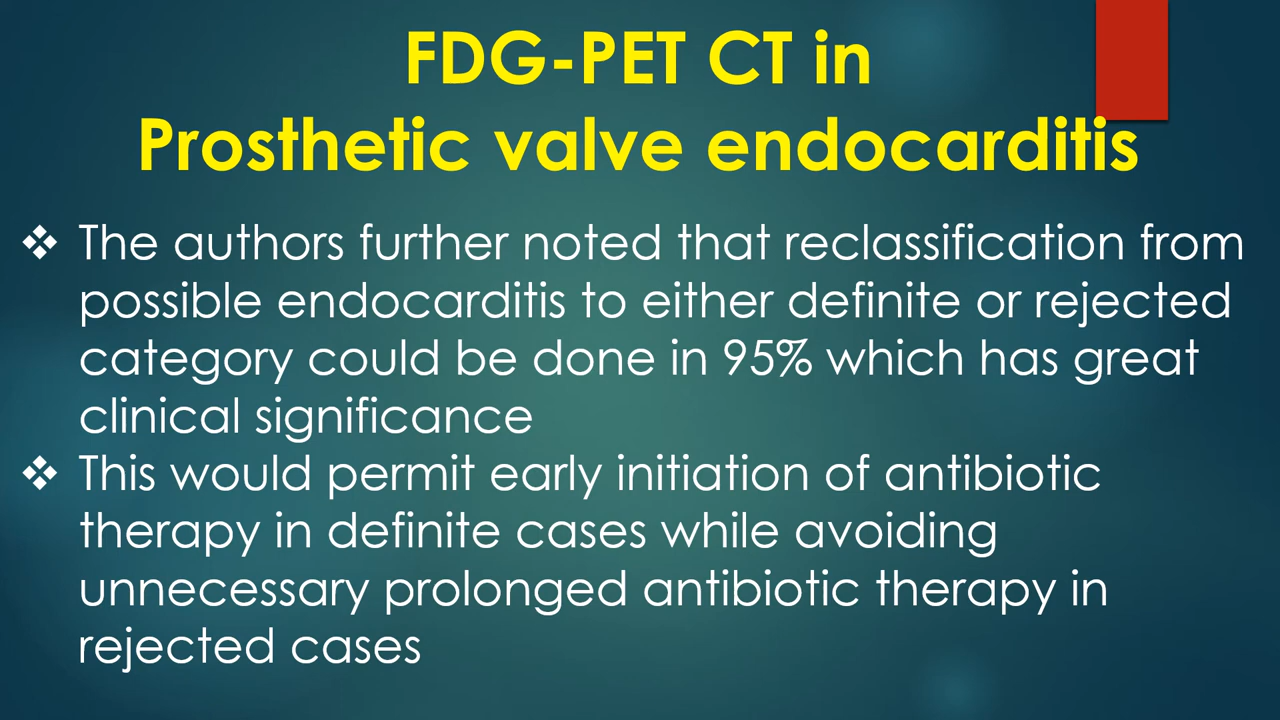 FDG-PET CT in
Prosthetic valve endocarditis
❖ The authors further noted that reclassification from
possible endocarditis to either definite or rejected
category could be done in 95% which has great
clinical significance
❖ This would permit early initiation of antibiotic
therapy in definite cases while avoiding
unnecessary prolonged antibiotic therapy in
rejected cases